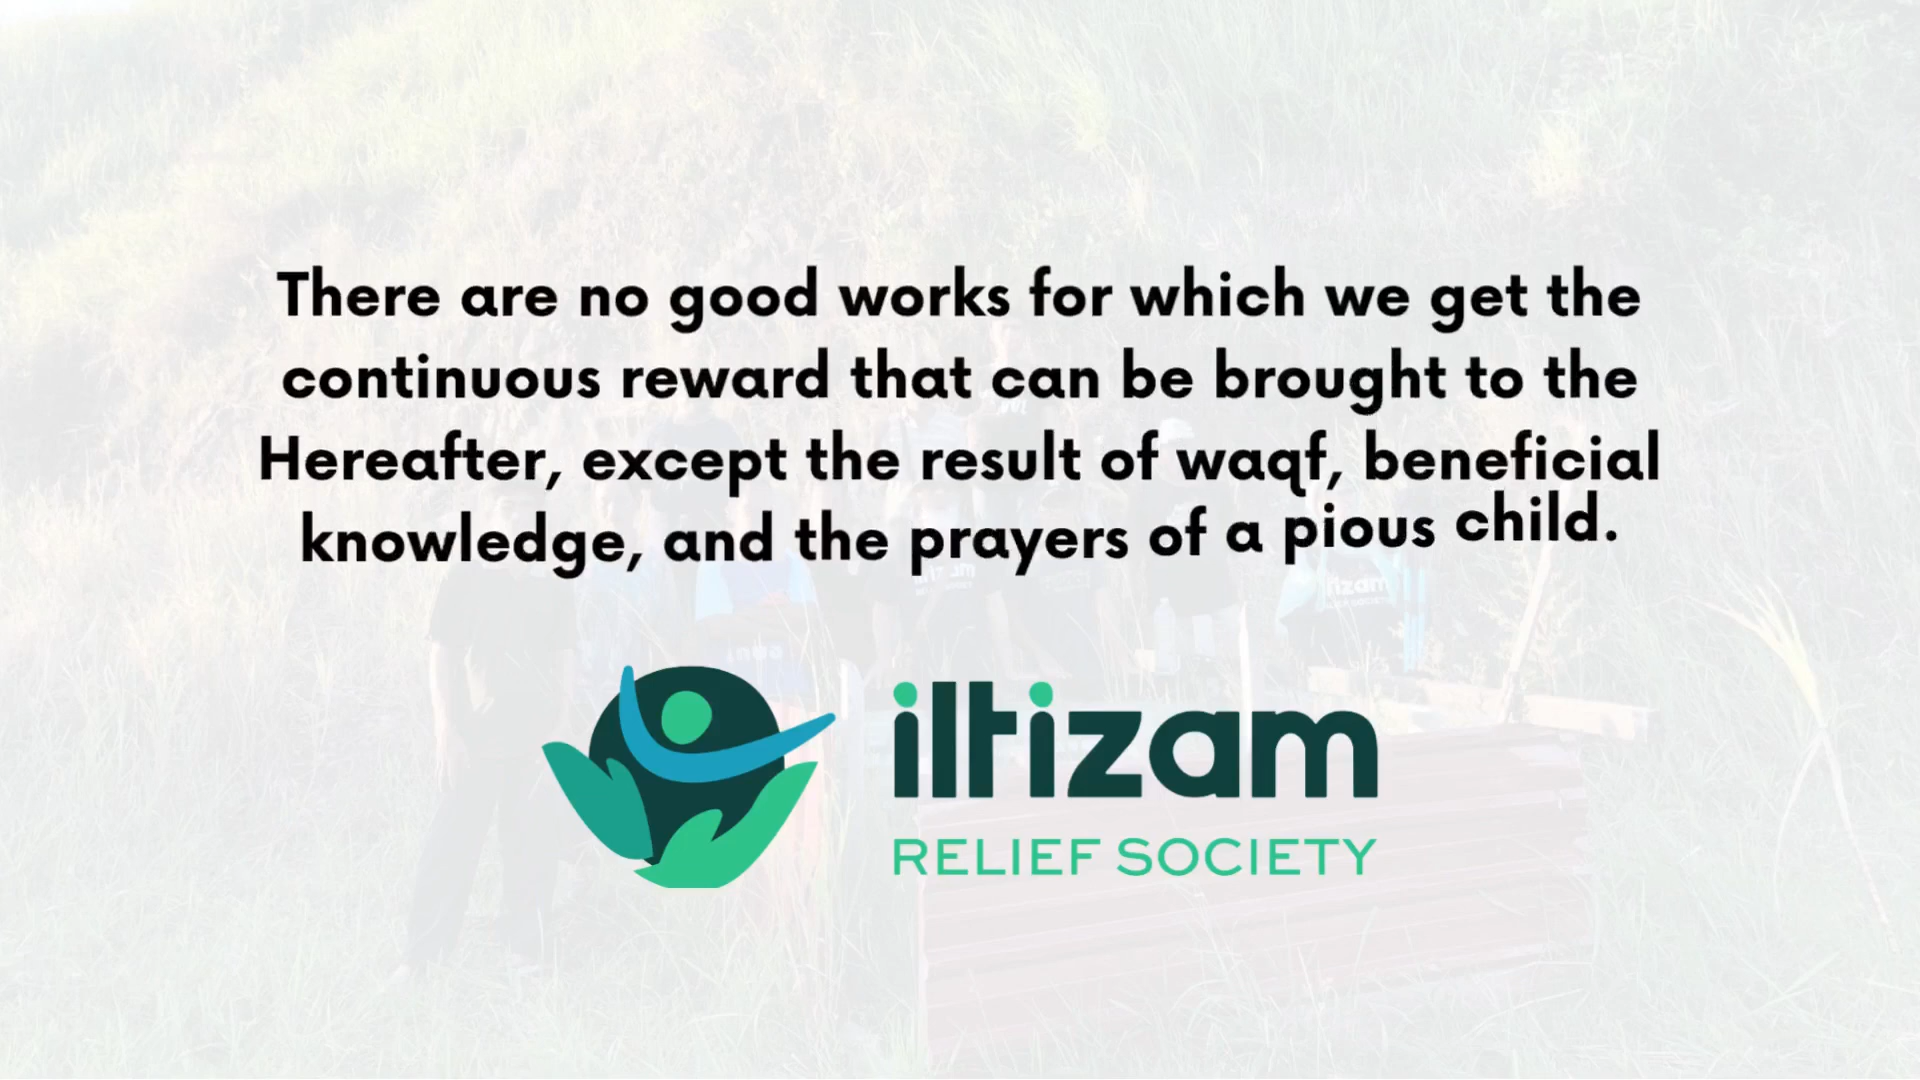 There are no good works for which we get the
continuous reward that can be brought to the
Hereafter, except the result of waqf, beneficial
knowledge, and the prayers of a pious child.
iltizam
RELIEF SOCIETY